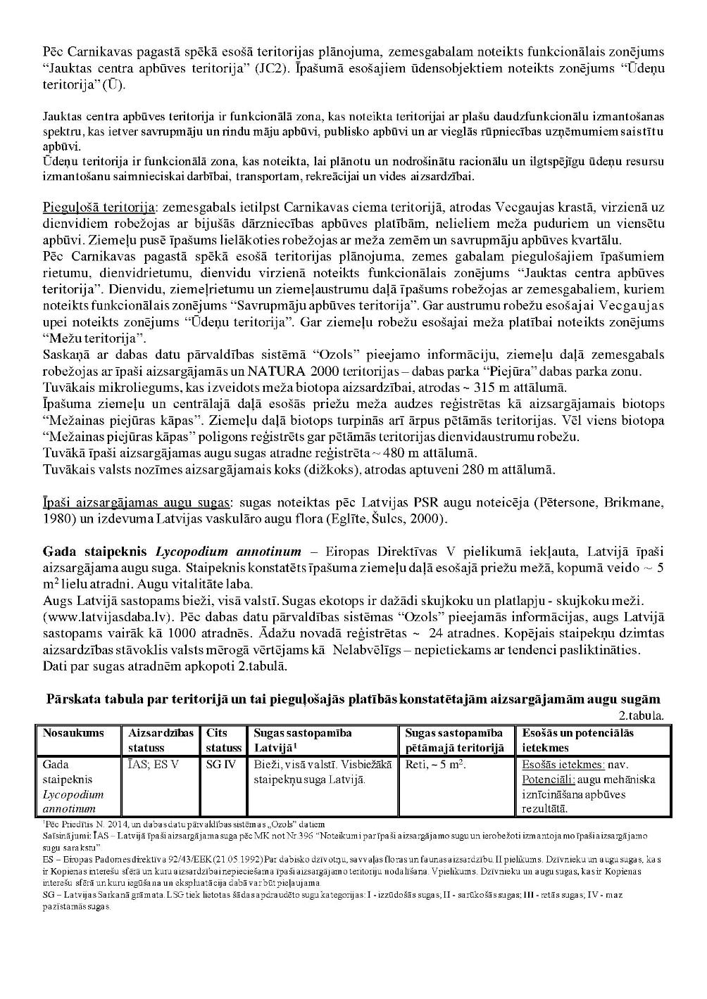 Pēc Carnikavas pagastā spēkā esošā teritorijas plānojuma, zemesgabalam noteikts funkcionālais zonējums
“Jauktas centra apbūves teritorija” (JC2). Īpašumā esošajiem ūdensobjektiem noteikts zonējums “Ūdeņu
teritorija” (Ū).
Jauktas centra apbūves teritorija ir funkcionālā zona, kas noteikta teritorijai ar plašu daudzfunkcionālu izmantošanas
spektru, kas ietver savrupmāju un rindu māju apbūvi, publisko apbūvi un ar vieglās rūpniecības uzņēmumiem saistītu
apbūvi.
Ūdeņu teritorija ir funkcionālā zona, kas noteikta, lai plānotu un nodrošinātu racionālu un ilgtspējīgu ūdeņu resursu
izmantošanu saimnieciskai darbībai, transportam, rekreācijai un vides aizsardzībai.
Pieguļošā teritorija: zemesgabals ietilpst Carnikavas ciema teritorijā, atrodas Vecgaujas krastā, virzienā uz
dienvidiem robežojas ar bijušās dārzniecības apbūves platībām, nelieliem meža puduriem un viensētu
apbūvi. Ziemeļu pusē īpašums lielākoties robežojas ar meža zemēm un savrupmāju apbūves kvartālu.
Pēc Carnikavas pagastā spēkā esošā teritorijas plānojuma, zemes gabalam pieguļošajiem īpašumiem
rietumu, dienvidrietumu, dienvidu virzienā noteikts funkcionālais zonējums “Jauktas centra apbūves
teritorija”. Dienvidu, ziemeļrietumu un ziemeļaustrumu daļā īpašums robežojas ar zemesgabaliem, kuriem
noteikts funkcionālais zonējums “Savrupmāju apbūves teritorija”. Gar austrumu robežu esošajai Vecgaujas
upei noteikts zonējums “Ūdeņu teritorija”. Gar ziemeļu robežu esošajai meža platībai noteikts zonējums
“Mežu teritorija”.
Saskaņā ar dabas datu pārvaldības sistēmā “Ozols” pieejamo informāciju, ziemeļu daļā zemesgabals
robežojas ar īpaši aizsargājamās un NATURA 2000 teritorijas – dabas parka “Piejūra” dabas parka zonu.
Tuvākais mikroliegums, kas izveidots meža biotopa aizsardzībai, atrodas ~ 315 m attālumā.
Īpašuma ziemeļu un centrālajā daļā esošās priežu meža audzes reģistrētas kā aizsargājamais biotops
“Mežainas piejūras kāpas”. Ziemeļu daļā biotops turpinās arī ārpus pētāmās teritorijas. Vēl viens biotopa
“Mežainas piejūras kāpas” poligons reģistrēts gar pētāmās teritorijas dienvidaustrumu robežu.
Tuvākā īpaši aizsargājamas augu sugas atradne reģistrēta ~ 480 m attālumā.
Tuvākais valsts nozīmes aizsargājamais koks (dižkoks), atrodas aptuveni 280 m attālumā.
Īpaši aizsargājamas augu sugas: sugas noteiktas pēc Latvijas PSR augu noteicēja (Pētersone, Brikmane,
1980) un izdevuma Latvijas vaskulāro augu flora (Eglīte, Šulcs, 2000).
Gada staipeknis Lycopodium annotinum – Eiropas Direktīvas V pielikumā iekļauta, Latvijā īpaši
aizsargājama augu suga. Staipeknis konstatēts īpašuma ziemeļu daļā esošajā priežu mežā, kopumā veido ~ 5
m² lielu atradni. Augu vitalitāte laba.
Augs Latvijā sastopams bieži, visā valstī. Sugas ekotops ir dažādi skujkoku un platlapju - skujkoku meži.
(www.latvijasdaba.lv). Pēc dabas datu pārvaldības sistēmas “Ozols” pieejamās informācijas, augs Latvijā
sastopams vairāk kā 1000 atradnēs. Ādažu novadā reģistrētas ~ 24 atradnes. Kopējais staipekņu dzimtas
aizsardzības stāvoklis valsts mērogā vērtējams kā Nelabvēlīgs – nepietiekams ar tendenci pasliktināties.
Dati par sugas atradnēm apkopoti 2.tabulā.
Pārskata tabula par teritorijā un tai pieguļošajās platībās konstatētajām aizsargājamām augu sugām
2.tabula.
Nosaukums Aizsardzības Cits Sugas sastopamība Sugas sastopamība Esošās un potenciālās
statuss statuss Latvijā¹ pētāmajā teritorijā ietekmes
Gada ĪAS; ES V SG IV Bieži, visā valstī. Visbiežākā Reti, ~ 5 m². Esošās ietekmes: nav.
staipeknis staipekņu suga Latvijā. Potenciāli: augu mehāniska
Lycopodium iznīcināšana apbūves
annotinum rezultātā.
¹Pēc Priedītis N. 2014, un dabas datu pārvaldības sistēmas „Ozols” datiem
Saīsinājumi: ĪAS – Latvijā īpaši aizsargājama suga pēc MK not Nr.396 “Noteikumi par īpaši aizsargājamo sugu un ierobežoti izmantojamo īpaši aizsargājamo
sugu sarakstu”.
ES – Eiropas Padomes direktīva 92/43/EEK (21.05.1992) Par dabisko dzīvotņu, savvaļas floras un faunas aizsardzību. II pielikums. Dzīvnieku un augu sugas, kas
ir Kopienas interešu sfērā un kuru aizsardzībai nepieciešama īpaši aizsargājamo teritoriju nodalīšana. V pielikums. Dzīvnieku un augu sugas, kas ir Kopienas
interešu sfērā un kuru iegūšana un ekspluatācija dabā var būt pieļaujama.
SG – Latvijas Sarkanā grāmata. LSG tiek lietotas šādas apdraudēto sugu kategorijas: I - izzūdošās sugas; II - sarūkošās sugas; III - retās sugas; IV - maz
pazīstamās sugas.